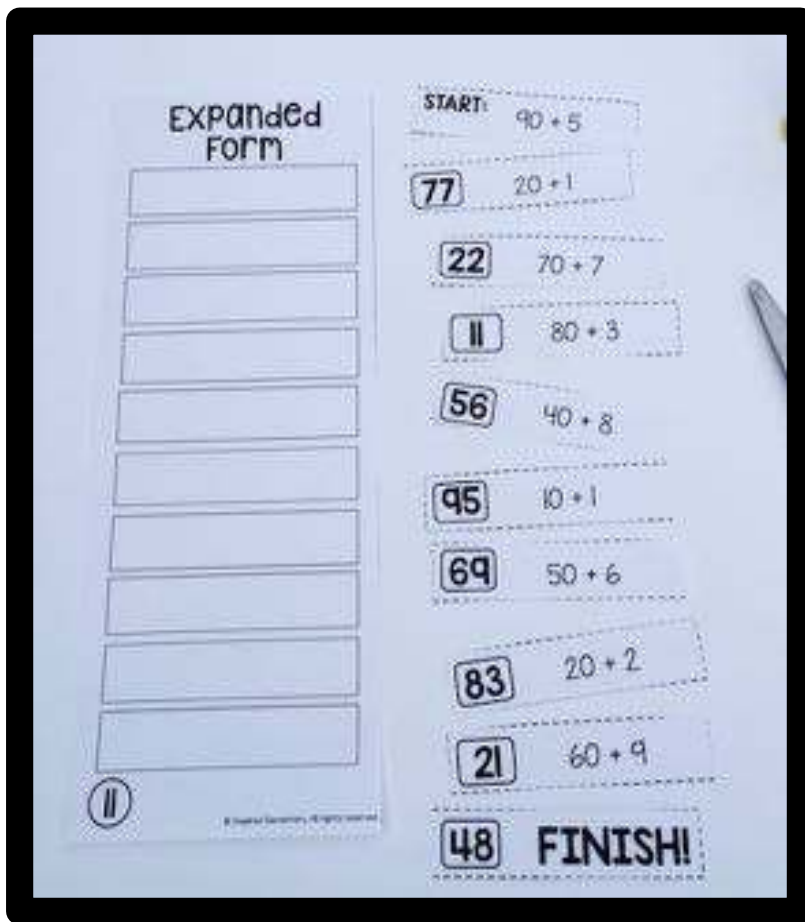 Expanded
Form
11
START: 90 + 5
77 20 + 1
22 70 + 7
11 80 + 3
56 40 + 8
95 10 + 1
69 50 + 6
83 20 + 2
21 60 + 9
48 FINISH!